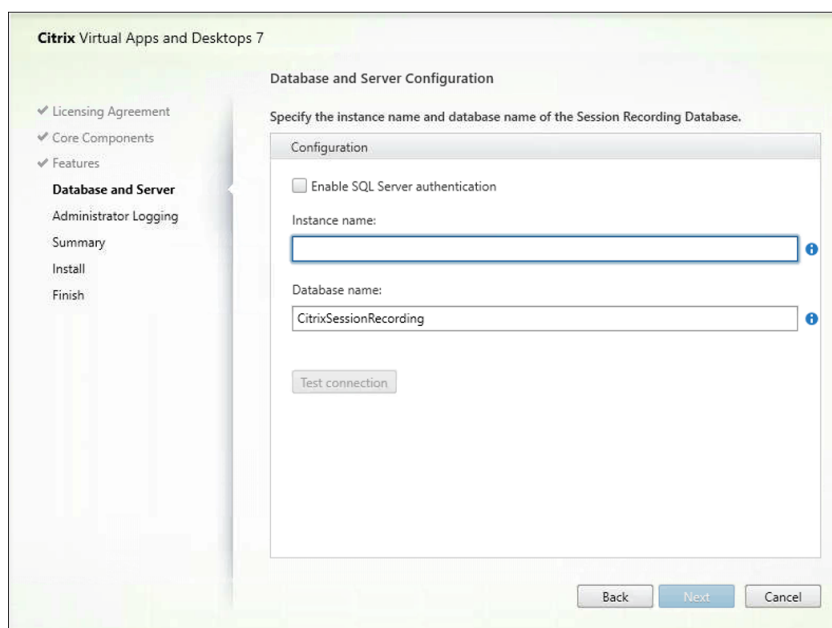 Citrix Virtual Apps and Desktops 7
Licensing Agreement
Core Components
Features
Database and Server
Administrator Logging
Summary
Install
Finish
Database and Server Configuration
Specify the instance name and database name of the Session Recording Database.
Configuration
Enable SQL Server authentication
Instance name:
Database name:
CitrixSessionRecording
Test connection
Back
Next
Cancel